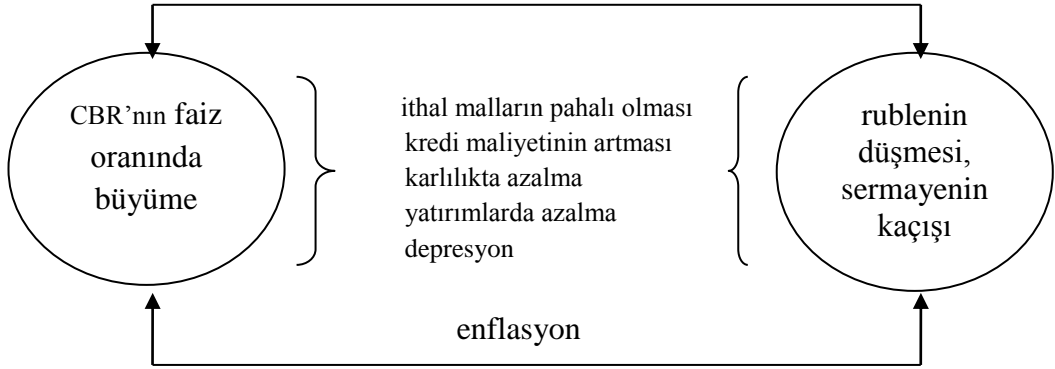 CBR’nın faiz
oranında
büyüme
ithal malların pahalı olması
kredi maliyetinin artması
karlılıkta azalma
yatırımlarda azalma
depresyon
rublenin
düşmesi,
sermayenin
kaçışı
enflasyon